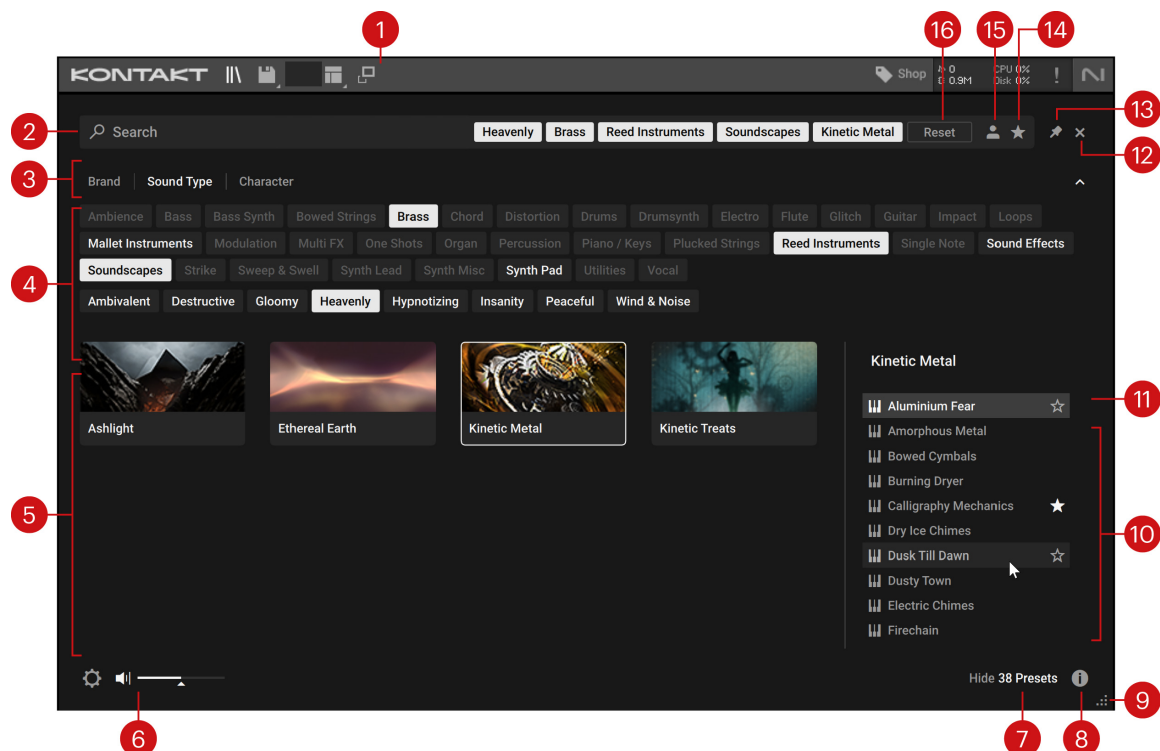 1
16 15 14
KONTAKT Shop 0 0.9M CPU 0% Disk 0% !
13
2 Search Heavenly Brass Reed Instruments Soundscapes Kinetic Metal Reset
12
3 Brand Sound Type Character
Ambience Bass Bass Synth Bowed Strings Brass Chord Distortion Drums Drumsynth Electro Flute Glitch Guitar Impact Loops
Mallet Instruments Modulation Multi FX One Shots Organ Percussion Piano / Keys Plucked Strings Reed Instruments Single Note Sound Effects
Soundscapes Strike Sweep & Swell Synth Lead Synth Misc Synth Pad Utilities Vocal
4
Ambivalent Destructive Gloomy Heavenly Hypnotizing Insanity Peaceful Wind & Noise
Kinetic Metal
Aluminium Fear 11
Ashlight Ethereal Earth Kinetic Metal Kinetic Treats
Amorphous Metal
Bowed Cymbals
Burning Dryer
5 Calligraphy Mechanics
Dry Ice Chimes 10
Dusk Till Dawn
Dusty Town
Electric Chimes
Firechain
Hide 38 Presets i
9
6 7 8